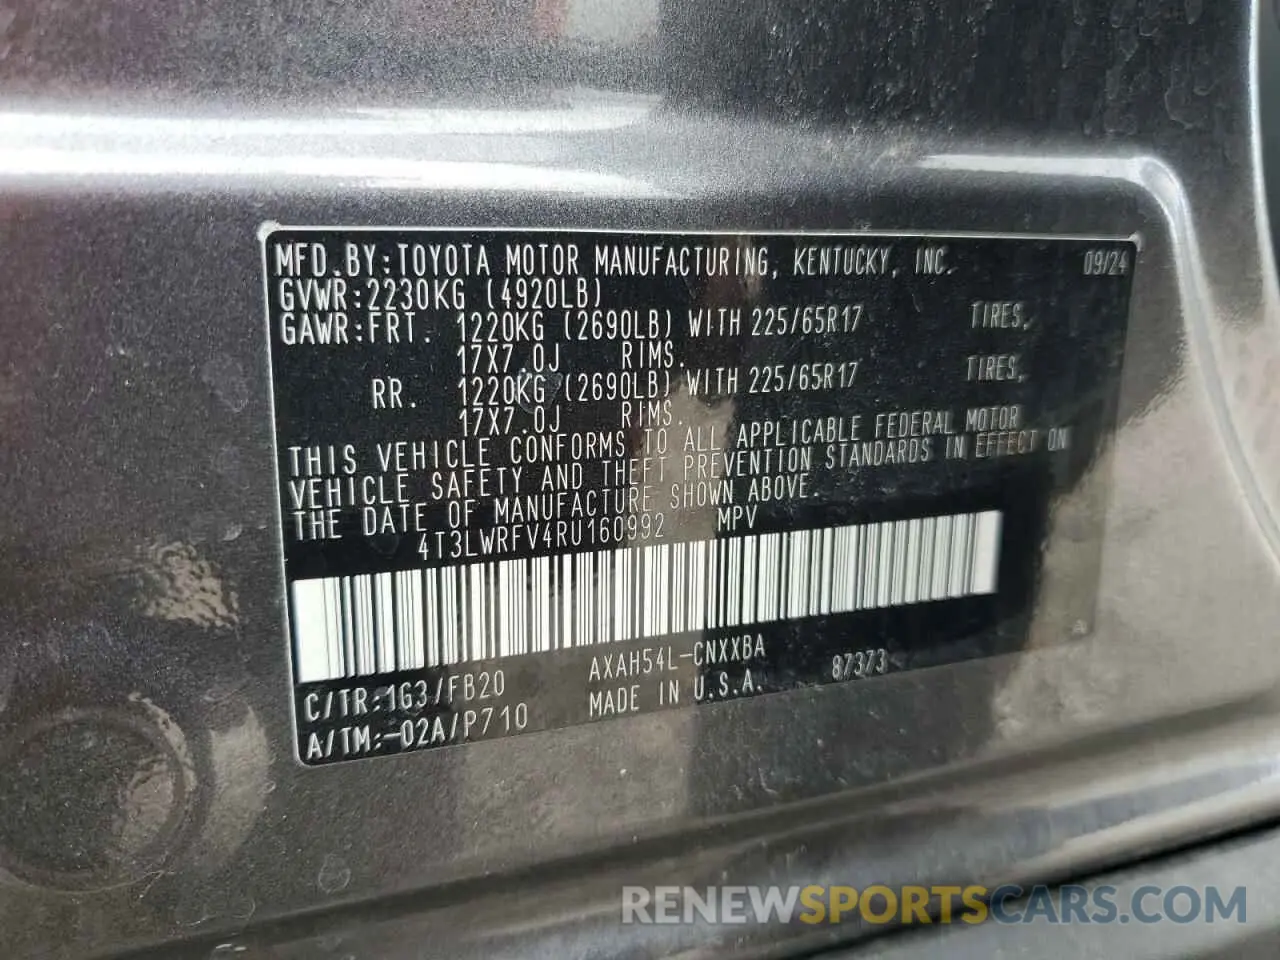 MFD.BY:TOYOTA MOTOR MANUFACTURING, KENTUCKY, INC. 09/24
GVWR:2230KG (4920LB)
GAWR:FRT. 1220KG (2690LB) WITH 225/65R17 TIRES,
17X7.0J RIMS.
RR. 1220KG (2690LB) WITH 225/65R17 TIRES,
17X7.0J RIMS.
THIS VEHICLE CONFORMS TO ALL APPLICABLE FEDERAL MOTOR
VEHICLE SAFETY AND THEFT PREVENTION STANDARDS IN EFFECT ON
THE DATE OF MANUFACTURE SHOWN ABOVE.
4T3LWRFV4RU160992 MPV
C/TR:1G3/FB20 AXAH54L-CNXXBA A
A/TM:-02A/P710 MADE IN U.S.A. 87373
RENEWSPORTSCARS.COM